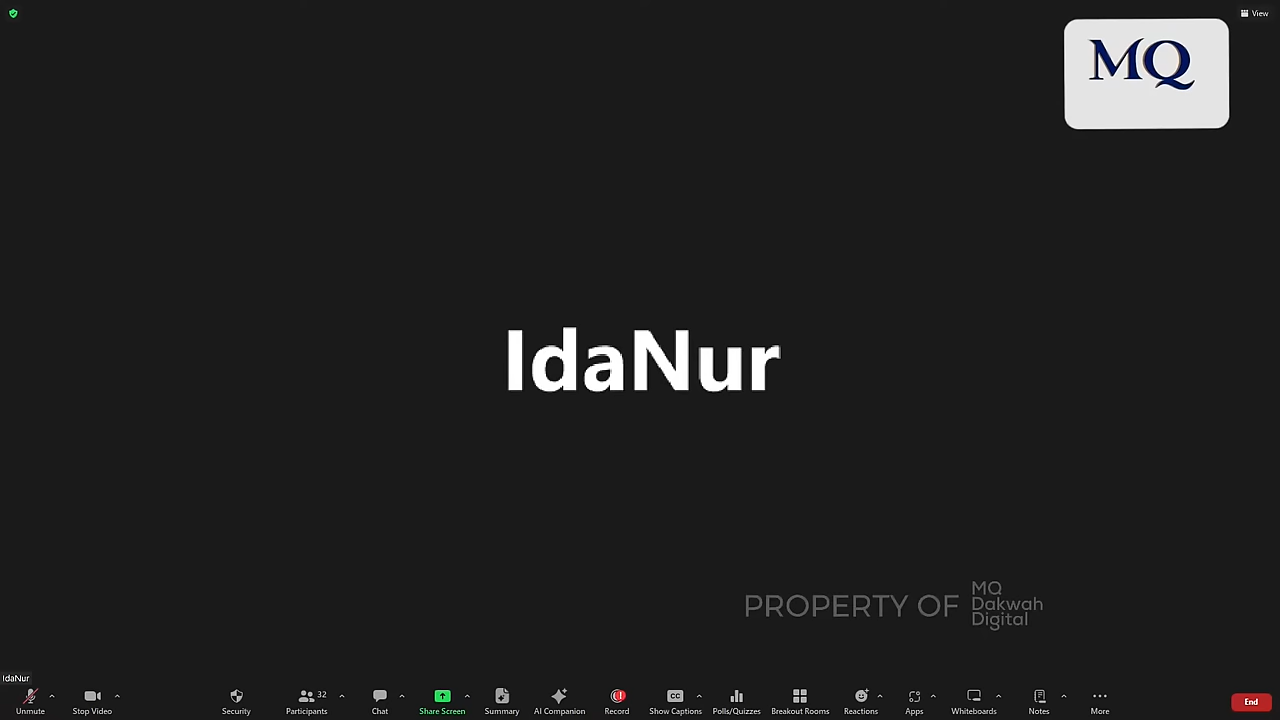 View
MQ
IdaNur
PROPERTY OF
MQ
Dakwah
Digital
IdaNur
32
Unmute
Stop Video
Security
Participants
Chat
Share Screen
Summary
AI Companion
Record
Show Captions
Polls/Quizzes
Breakout Rooms
Reactions
Apps
Whiteboards
Notes
More
End